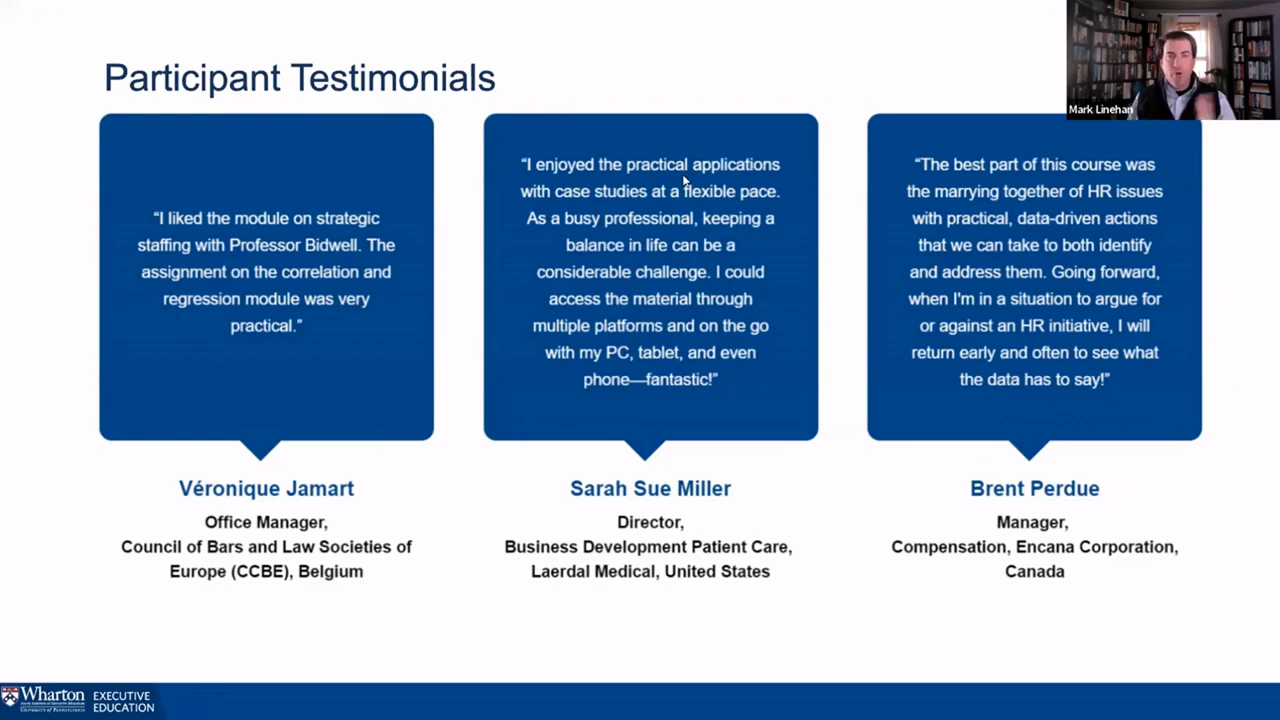 Participant Testimonials
Mark Linehan
“I liked the module on strategic
staffing with Professor Bidwell. The
assignment on the correlation and
regression module was very
practical.”
Véronique Jamart
Office Manager,
Council of Bars and Law Societies of
Europe (CCBE), Belgium
“I enjoyed the practical applications
with case studies at a flexible pace.
As a busy professional, keeping a
balance in life can be a
considerable challenge. I could
access the material through
multiple platforms and on the go
with my PC, tablet, and even
phone—fantastic!”
Sarah Sue Miller
Director,
Business Development Patient Care,
Laerdal Medical, United States
“The best part of this course was
the marrying together of HR issues
with practical, data-driven actions
that we can take to both identify
and address them. Going forward,
when I'm in a situation to argue for
or against an HR initiative, I will
return early and often to see what
the data has to say!”
Brent Perdue
Manager,
Compensation, Encana Corporation,
Canada
Wharton
UNIVERSITY of PENNSYLVANIA
EXECUTIVE
EDUCATION